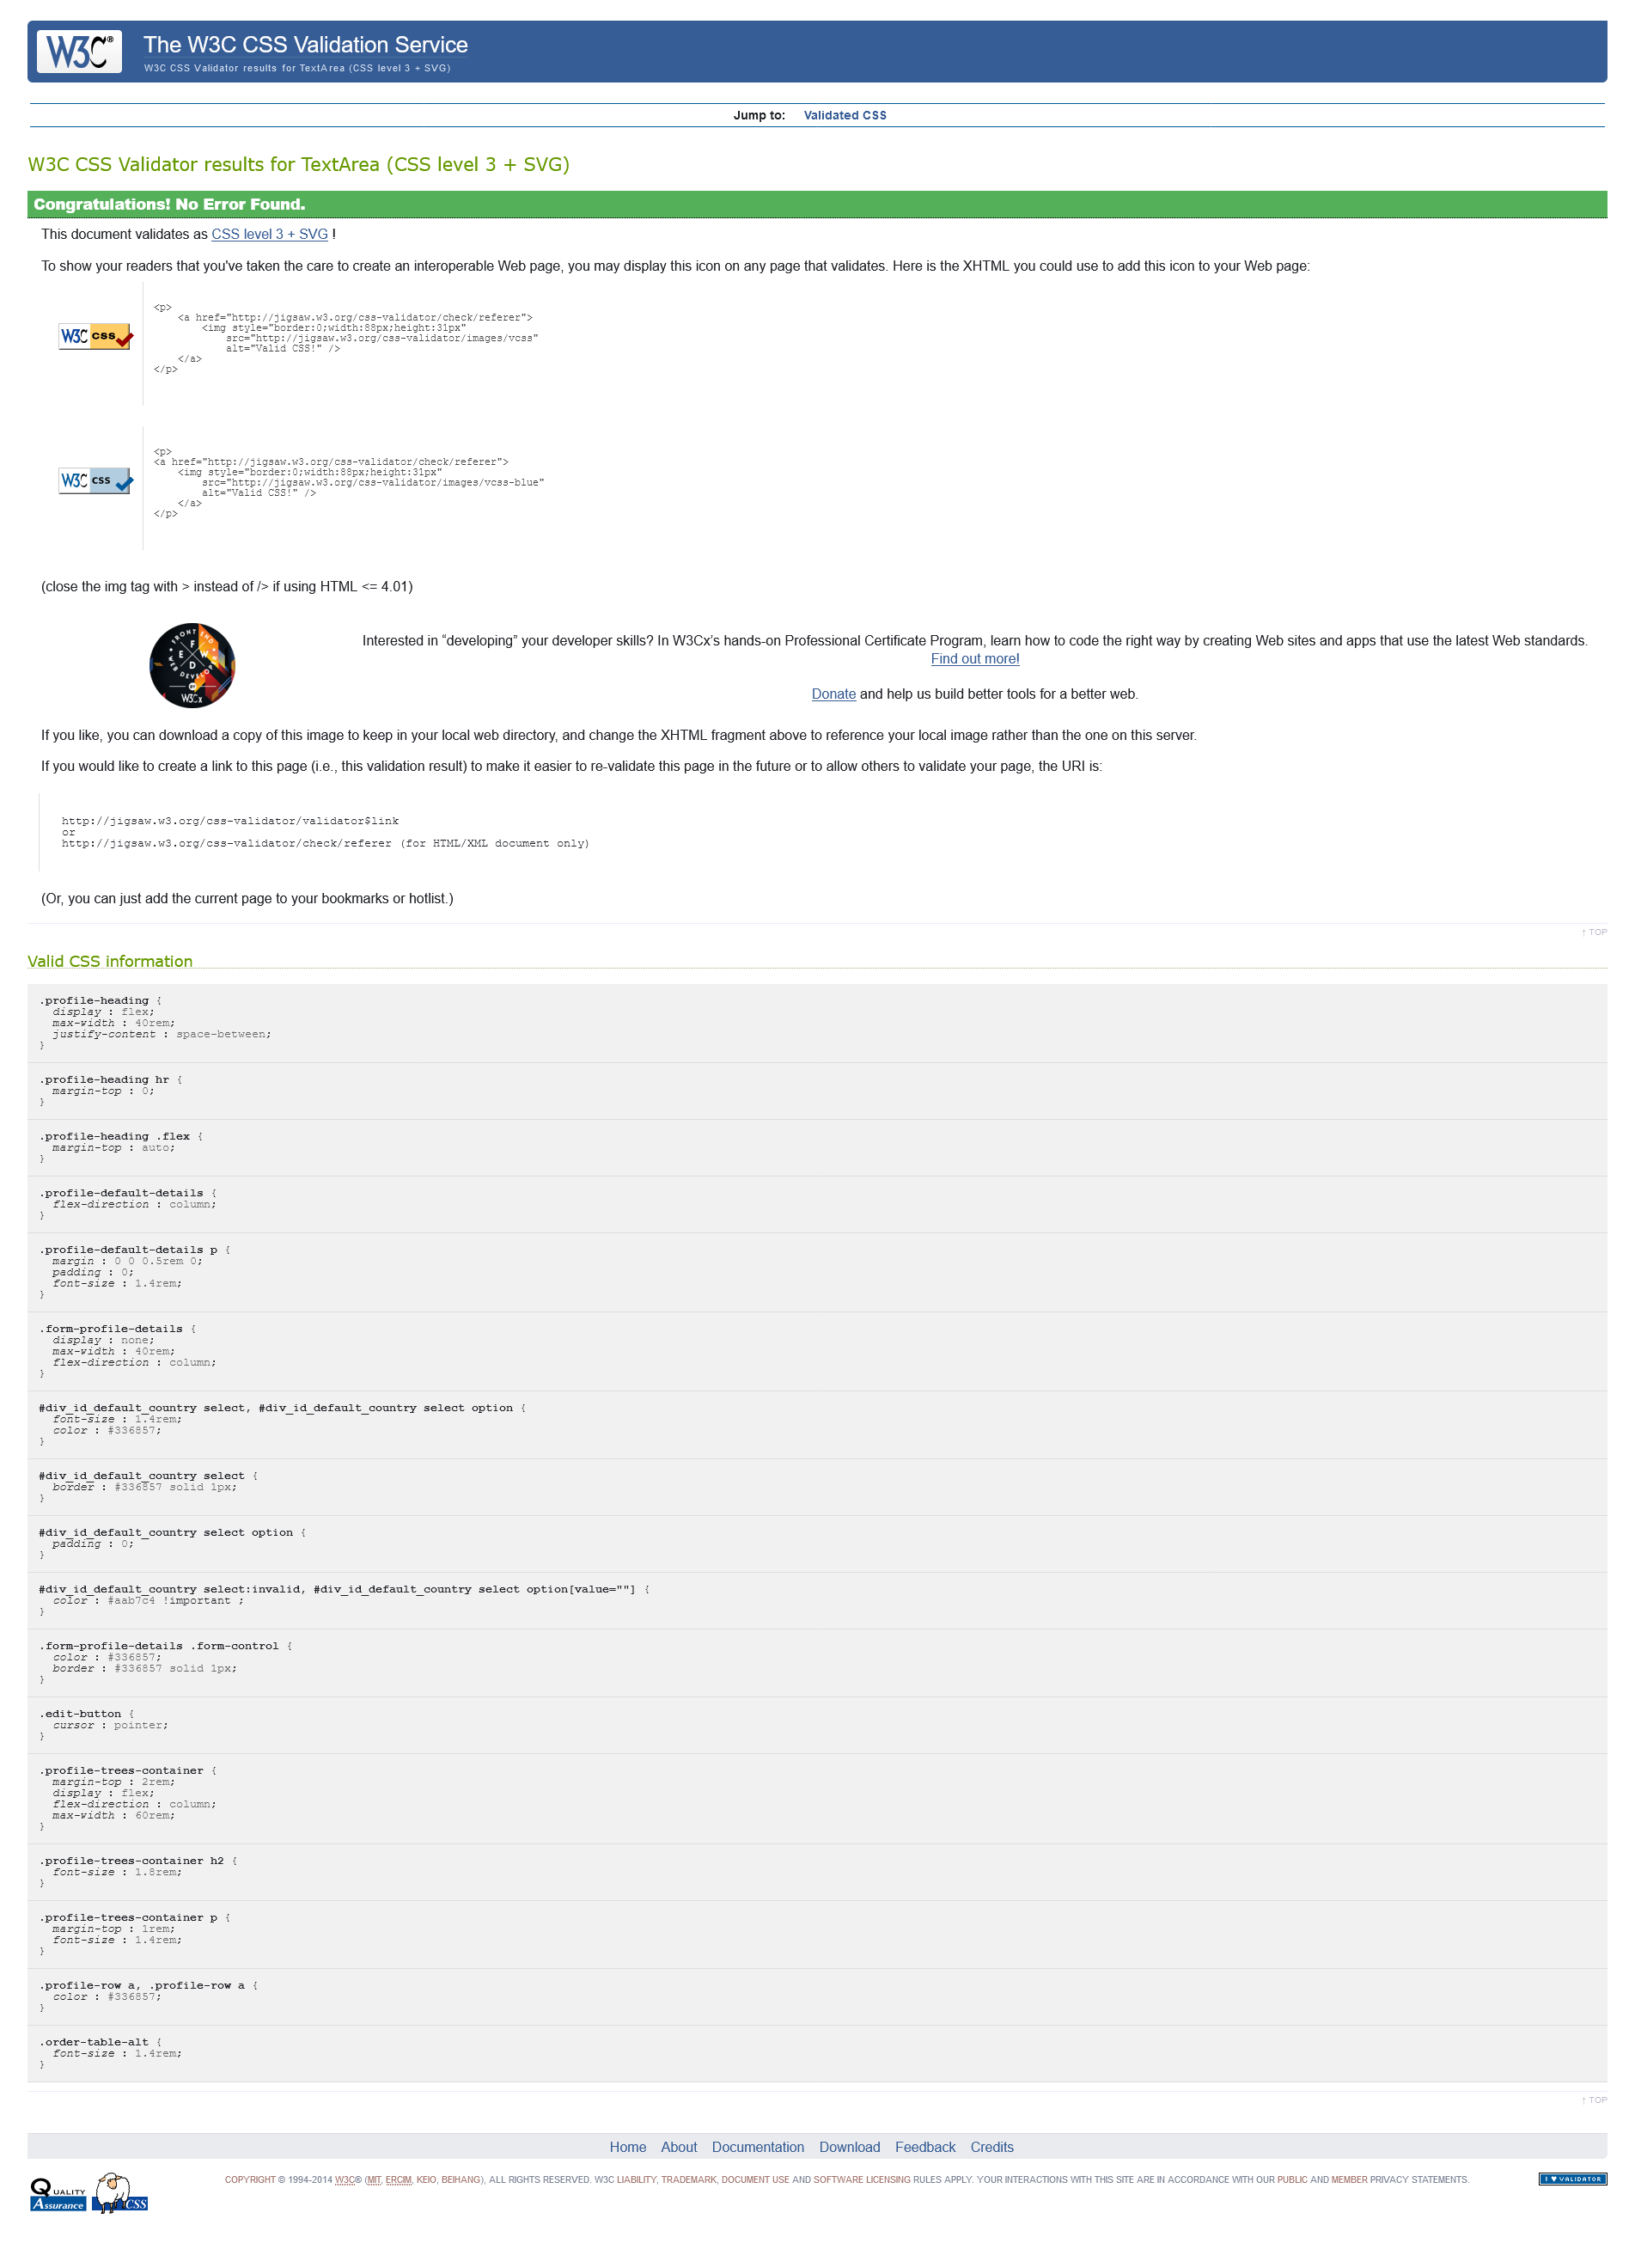 W3C®
The W3C CSS Validation Service
W3C CSS Validator results for TextArea (CSS level 3 + SVG)
Jump to: Validated CSS
W3C CSS Validator results for TextArea (CSS level 3 + SVG)
Congratulations! No Error Found.
This document validates as CSS level 3 + SVG !
To show your readers that you've taken the care to create an interoperable Web page, you may display this icon on any page that validates. Here is the XHTML you could use to add this icon to your Web page:
W3C css
<p>
<a href="http://jigsaw.w3.org/css-validator/check/referer">
<img style="border:0;width:88px;height:31px"
src="http://jigsaw.w3.org/css-validator/images/vcss"
alt="Valid CSS!" />
</a>
</p>
W3C css
<p>
<a href="http://jigsaw.w3.org/css-validator/check/referer">
<img style="border:0;width:88px;height:31px"
src="http://jigsaw.w3.org/css-validator/images/vcss-blue"
alt="Valid CSS!" />
</a>
</p>
(close the img tag with > instead of /> if using HTML <= 4.01)
FRONT END
F E W D
WEB DEVELOPER
BY
W3Cx
Interested in “developing” your developer skills? In W3Cx’s hands-on Professional Certificate Program, learn how to code the right way by creating Web sites and apps that use the latest Web standards.
Find out more!
Donate and help us build better tools for a better web.
If you like, you can download a copy of this image to keep in your local web directory, and change the XHTML fragment above to reference your local image rather than the one on this server.
If you would like to create a link to this page (i.e., this validation result) to make it easier to re-validate this page in the future or to allow others to validate your page, the URI is:
http://jigsaw.w3.org/css-validator/validator$link
or
http://jigsaw.w3.org/css-validator/check/referer (for HTML/XML document only)
(Or, you can just add the current page to your bookmarks or hotlist.)
↑ TOP
Valid CSS information
.profile-heading {
display : flex;
max-width : 40rem;
justify-content : space-between;
}
.profile-heading hr {
margin-top : 0;
}
.profile-heading .flex {
margin-top : auto;
}
.profile-default-details {
flex-direction : column;
}
.profile-default-details p {
margin : 0 0 0.5rem 0;
padding : 0;
font-size : 1.4rem;
}
.form-profile-details {
display : none;
max-width : 40rem;
flex-direction : column;
}
#div_id_default_country select, #div_id_default_country select option {
font-size : 1.4rem;
color : #336857;
}
#div_id_default_country select {
border : #336857 solid 1px;
}
#div_id_default_country select option {
padding : 0;
}
#div_id_default_country select:invalid, #div_id_default_country select option[value=""] {
color : #aab7c4 !important ;
}
.form-profile-details .form-control {
color : #336857;
border : #336857 solid 1px;
}
.edit-button {
cursor : pointer;
}
.profile-trees-container {
margin-top : 2rem;
display : flex;
flex-direction : column;
max-width : 60rem;
}
.profile-trees-container h2 {
font-size : 1.8rem;
}
.profile-trees-container p {
margin-top : 1rem;
font-size : 1.4rem;
}
.profile-row a, .profile-row a {
color : #336857;
}
.order-table-alt {
font-size : 1.4rem;
}
↑ TOP
Home About Documentation Download Feedback Credits
QUALITY
Assurance
CSS
COPYRIGHT © 1994-2014 W3C® (MIT, ERCIM, KEIO, BEIHANG), ALL RIGHTS RESERVED. W3C LIABILITY, TRADEMARK, DOCUMENT USE AND SOFTWARE LICENSING RULES APPLY. YOUR INTERACTIONS WITH THIS SITE ARE IN ACCORDANCE WITH OUR PUBLIC AND MEMBER PRIVACY STATEMENTS.
I ♥ VALIDATOR